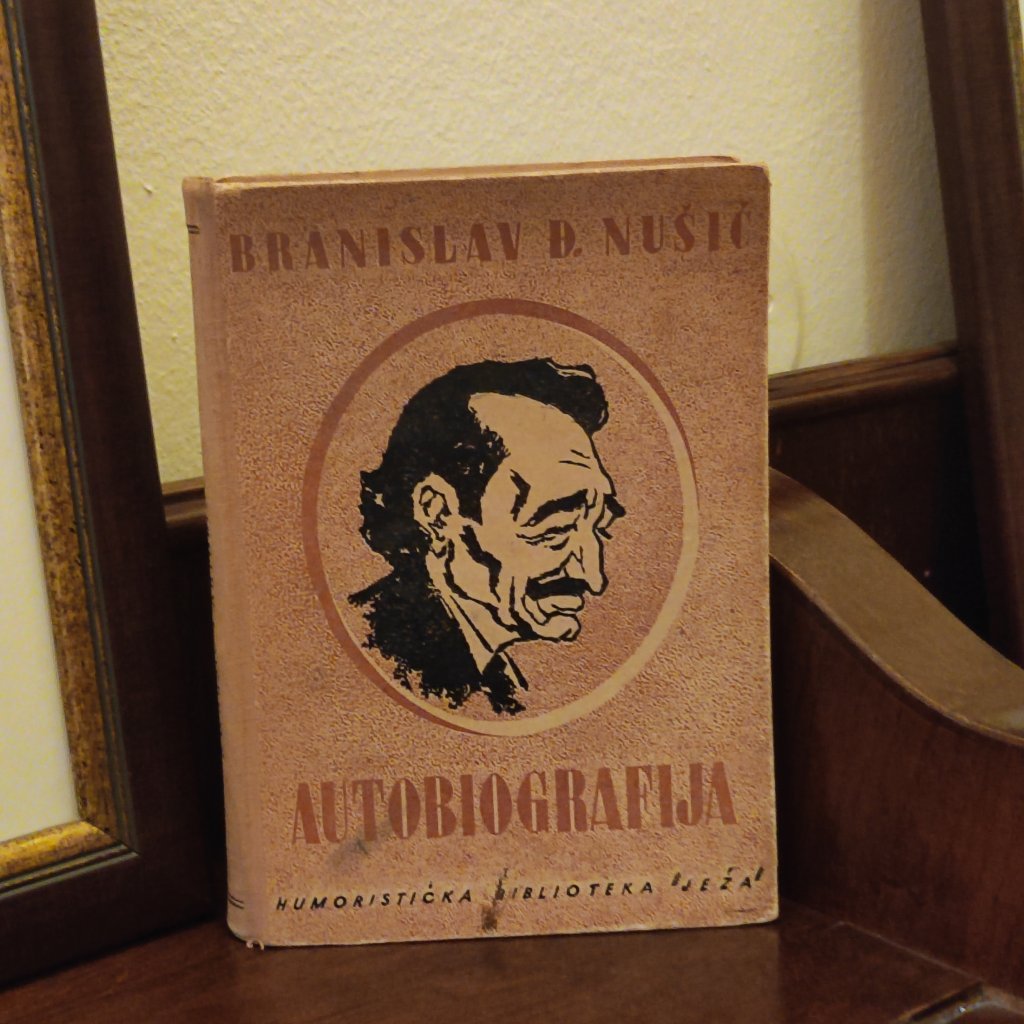 BRANISLAV Đ. NUŠIĆ
AUTOBIOGRAFIJA
HUMORISTIČKA BIBLIOTEKA "JEŽA"